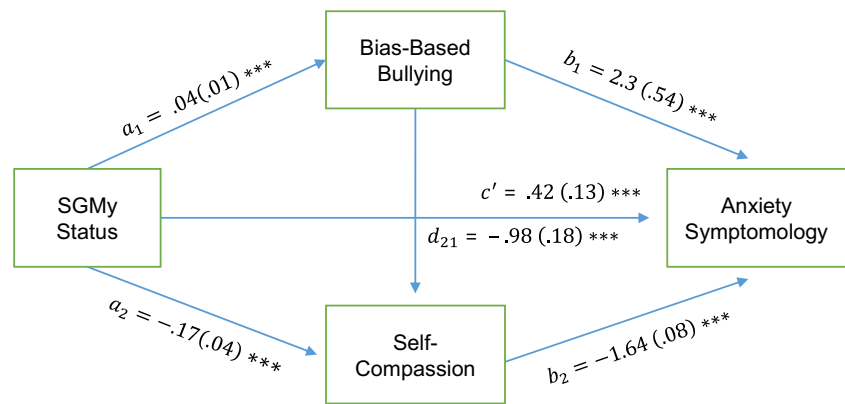 Bias-Based
Bullying
a₁ = .04(.01) ***
b₁ = 2.3 (.54) ***
SGMy
Status
c′ = .42 (.13) ***
d₂₁ = −.98 (.18) ***
Anxiety
Symptomology
a₂ = −.17(.04) ***
Self-
Compassion
b₂ = −1.64 (.08) ***